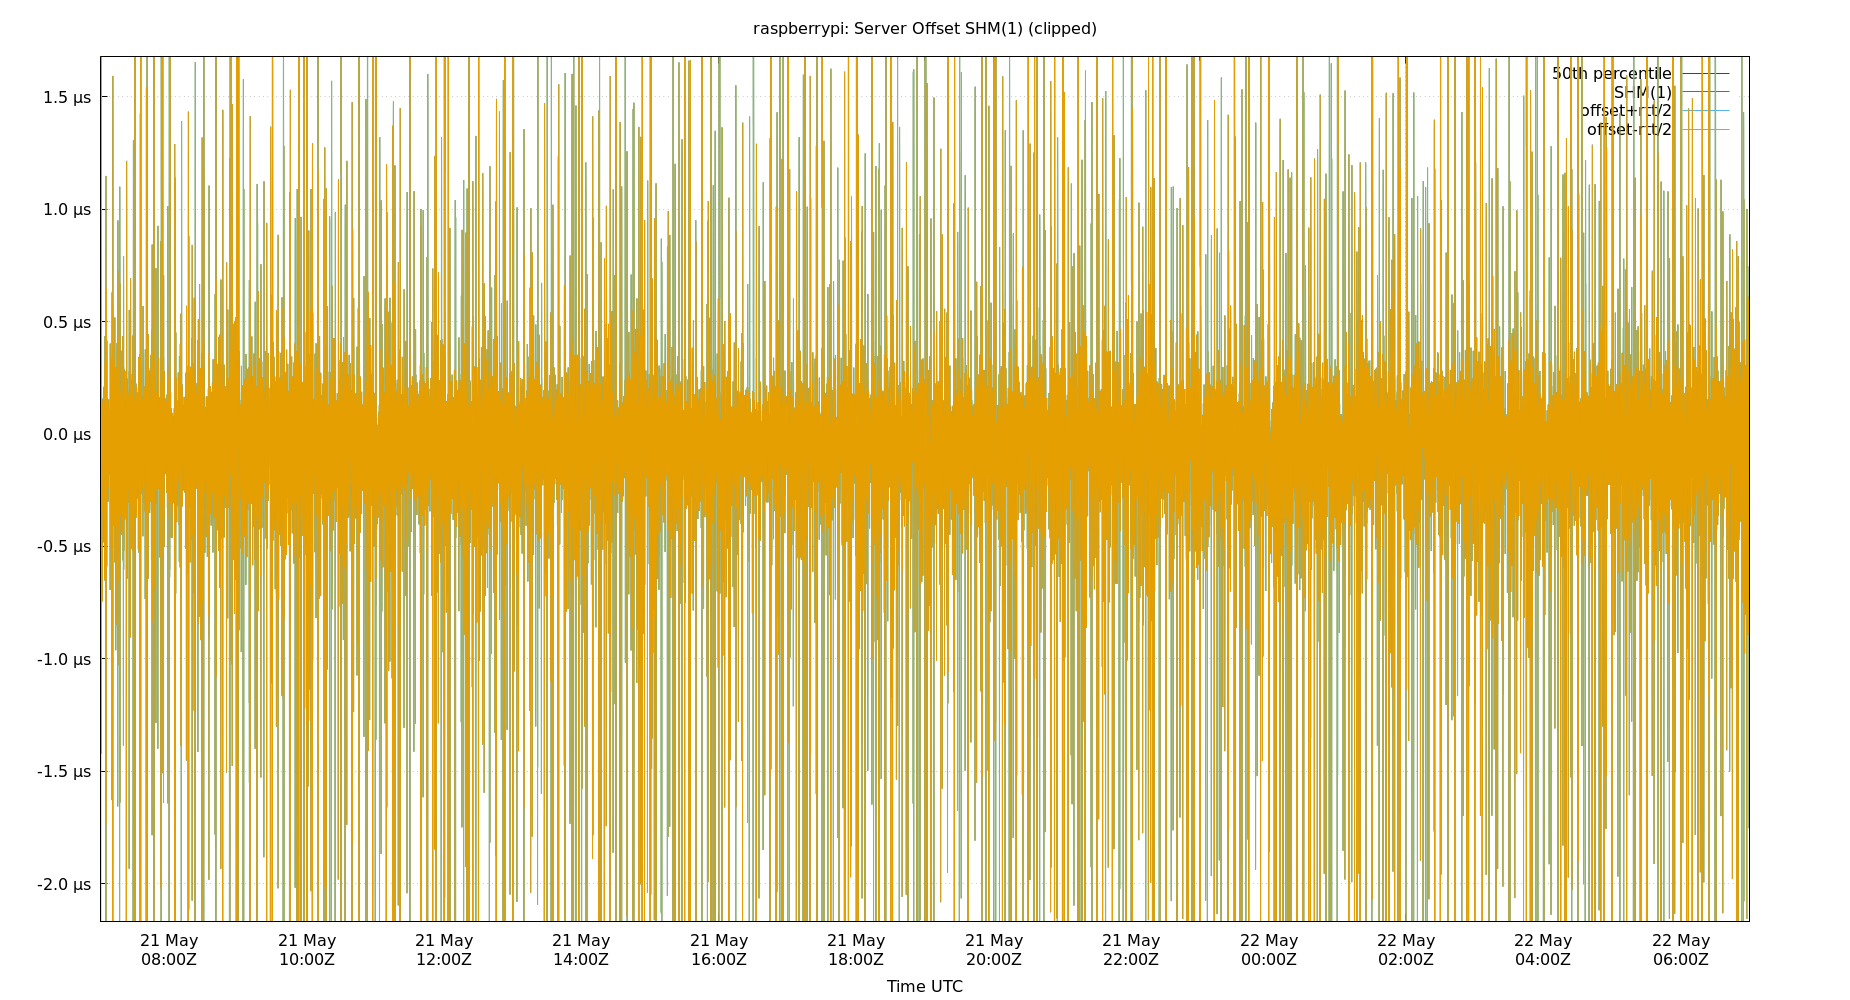 raspberrypi: Server Offset SHM(1) (clipped)
50th percentile
SHM(1)
offset+rtt/2
offset-rtt/2
1.5 µs
1.0 µs
0.5 µs
0.0 µs
-0.5 µs
-1.0 µs
-1.5 µs
-2.0 µs
21 May 21 May 21 May 21 May 21 May 21 May 21 May 21 May 22 May 22 May 22 May 22 May
08:00Z 10:00Z 12:00Z 14:00Z 16:00Z 18:00Z 20:00Z 22:00Z 00:00Z 02:00Z 04:00Z 06:00Z
Time UTC